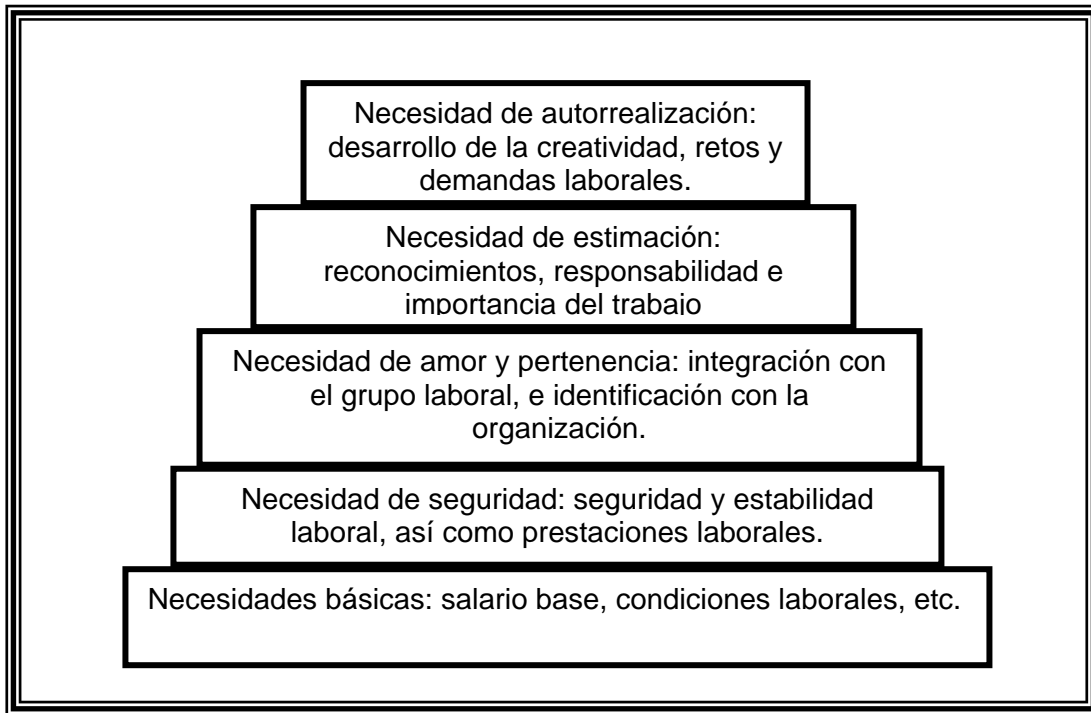 Necesidad de autorrealización:
desarrollo de la creatividad, retos y
demandas laborales.
Necesidad de estimación:
reconocimientos, responsabilidad e
importancia del trabajo
Necesidad de amor y pertenencia: integración con
el grupo laboral, e identificación con la
organización.
Necesidad de seguridad: seguridad y estabilidad
laboral, así como prestaciones laborales.
Necesidades básicas: salario base, condiciones laborales, etc.